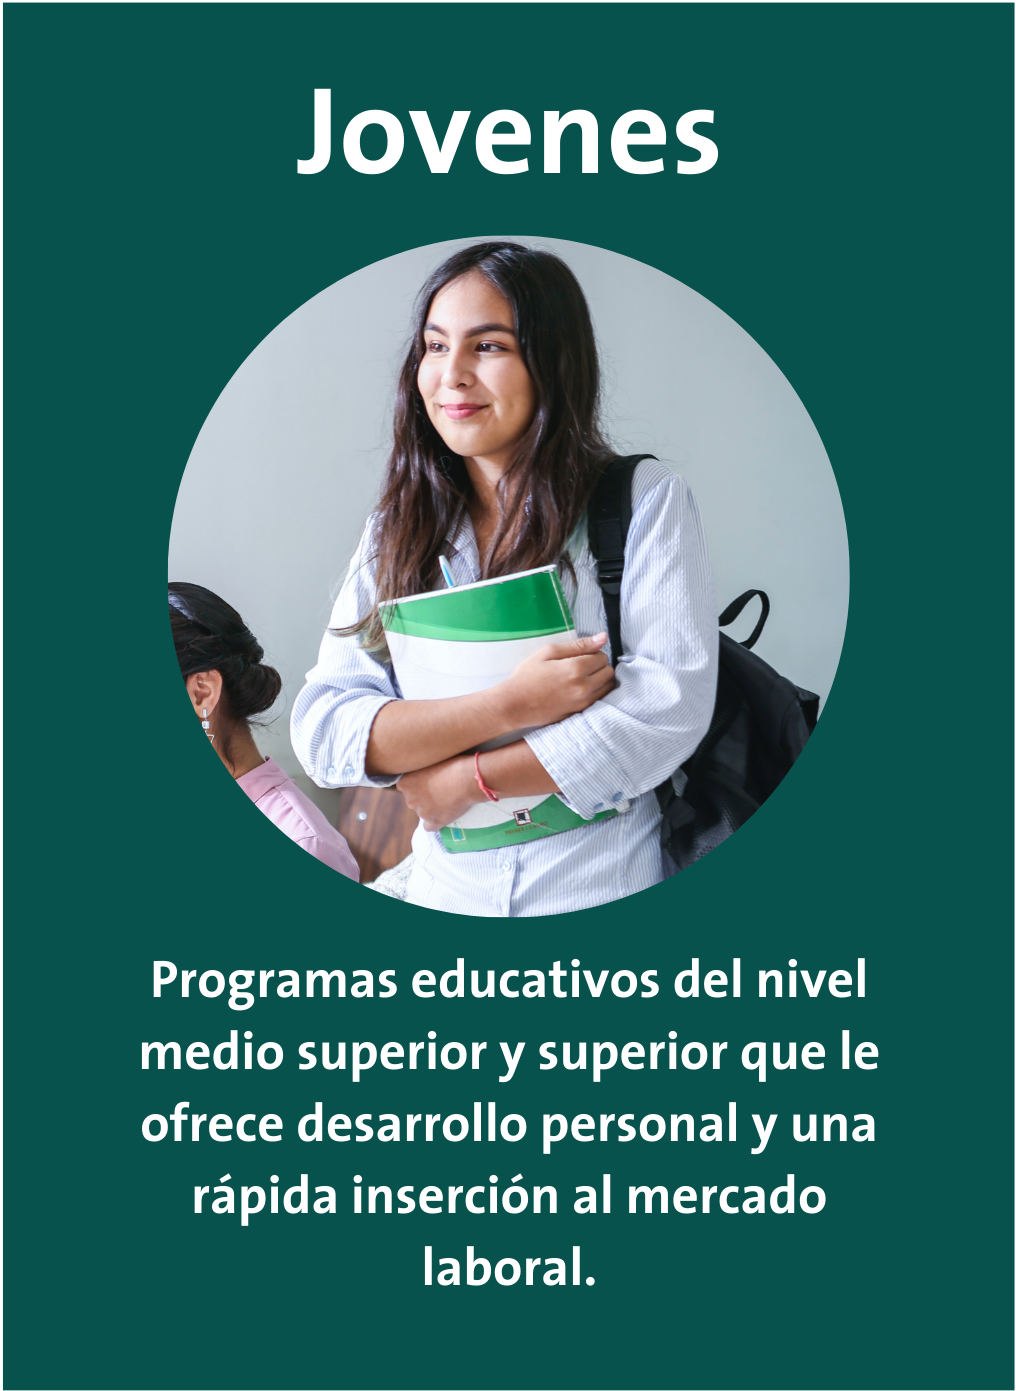 Jovenes
Programas educativos del nivel
medio superior y superior que le
ofrece desarrollo personal y una
rápida inserción al mercado
laboral.